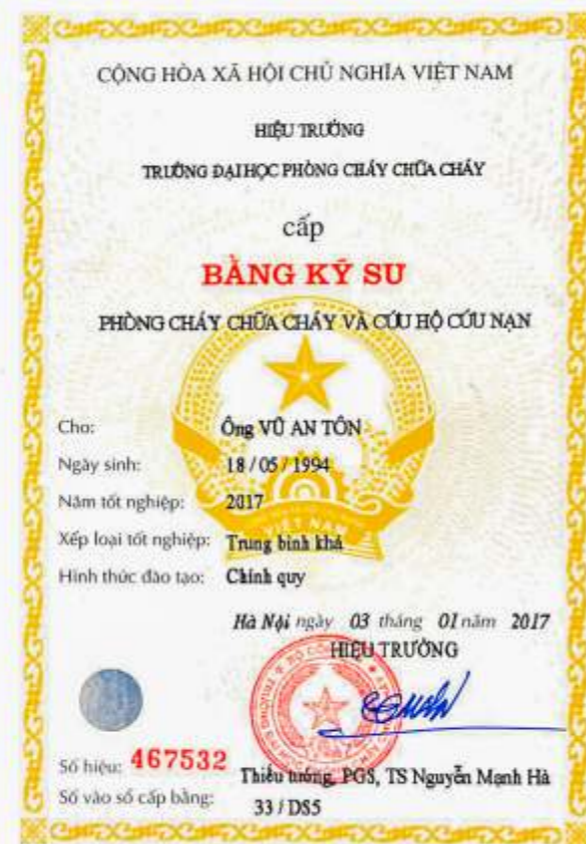 CỘNG HÒA XÃ HỘI CHỦ NGHĨA VIỆT NAM
HIỆU TRƯỞNG
TRƯỜNG ĐẠI HỌC PHÒNG CHÁY CHỮA CHÁY
cấp
BẰNG KỸ SƯ
PHÒNG CHÁY CHỮA CHÁY VÀ CỨU HỘ CỨU NẠN
Cho: Ông VŨ AN TÔN
Ngày sinh: 18 / 05 / 1994
Năm tốt nghiệp: 2017
VIỆT NAM
Xếp loại tốt nghiệp: Trung bình khá
Hình thức đào tạo: Chính quy
Hà Nội ngày 03 tháng 01 năm 2017
HIỆU TRƯỞNG
Số hiệu: 467532
Thiếu tướng, PGS, TS Nguyễn Mạnh Hà
Số vào sổ cấp bằng: 33 / DS5